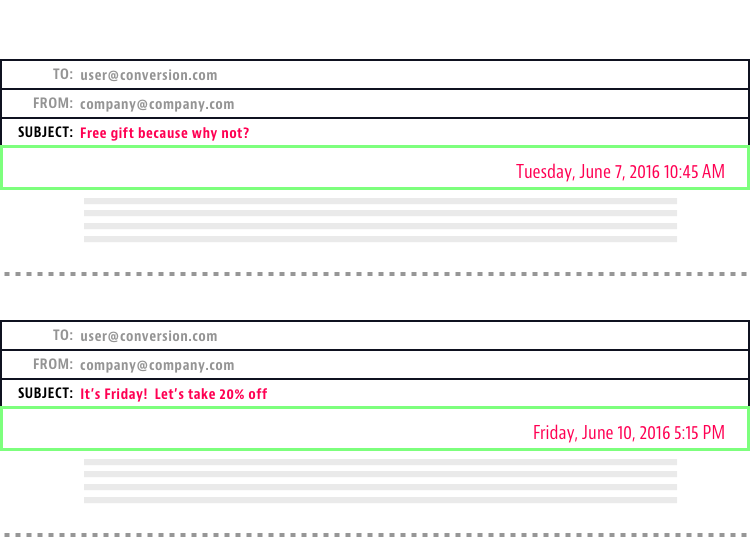 TO: user@conversion.com
FROM: company@company.com
SUBJECT: Free gift because why not?
Tuesday, June 7, 2016 10:45 AM
TO: user@conversion.com
FROM: company@company.com
SUBJECT: It’s Friday!  Let’s take 20% off
Friday, June 10, 2016 5:15 PM